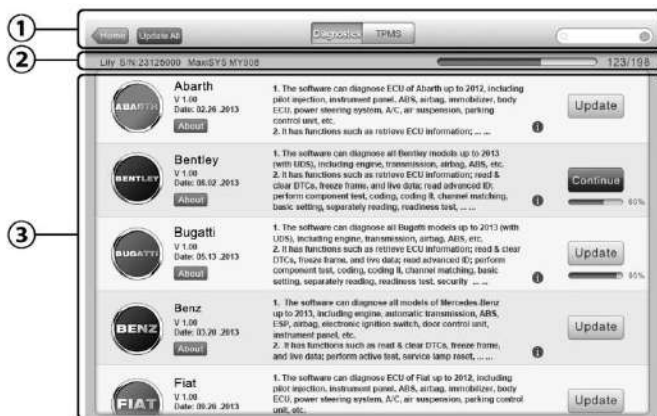 ①
Home Update All Diagnostics TPMS
②
Lily S/N:23125000 MaxiSYS MY908 123/198
③
ABARTH
Abarth
V 1.00
Date: 02.26 .2013
About
1. The software can diagnose ECU of Abarth up to 2012, including
pilot injection, instrument panel, ABS, airbag, immobilizer, body
ECU, power steering system, A/C, air suspension, parking
control unit, etc.
2. It has functions such as retrieve ECU information; ... ...
Update
BENTLEY
Bentley
V 1.00
Date: 06.02 .2013
About
1. The software can diagnose all Bentley models up to 2013
(with UDS), including engine, transmission, airbag, ABS, etc.
2. It has functions such as retrieve ECU information; read &
clear DTCs, freeze frame, and live data; read advanced ID;
perform component test, coding, coding II, channel matching,
basic setting, separately reading, readiness test, ... ...
Continue
BUGATTI
Bugatti
V 1.00
Date: 05.13 .2013
About
1. The software can diagnose all Bugatti models up to 2013 (with
UDS), including engine, transmission, airbag, ABS, etc.
2. It has functions such as retrieve ECU information; read & clear
DTCs, freeze frame, and live data; read advanced ID; perform
component test, coding, coding II, channel matching, basic
setting, separately reading, readiness test, security ... ...
Update
BENZ
Benz
V 1.00
Date: 03.20 .2013
About
1. The software can diagnose all models of Mercedes-Benz
up to 2013, including engine, automatic transmission, ABS,
ESP, airbag, electronic ignition switch, door control unit,
instrument panel, etc.
2. It has functions such as read & clear DTCs, freeze frame,
and live data; perform active test, service lamp reset, ... ...
Update
FIAT
Fiat
V 1.00
Date: 09.26 .2013
1. The software can diagnose ECU of Fiat up to 2012, including
pilot injection, instrument panel, ABS, airbag, immobilizer, body
ECU, power steering system, A/C, air suspension, parking control
unit, etc.
Update